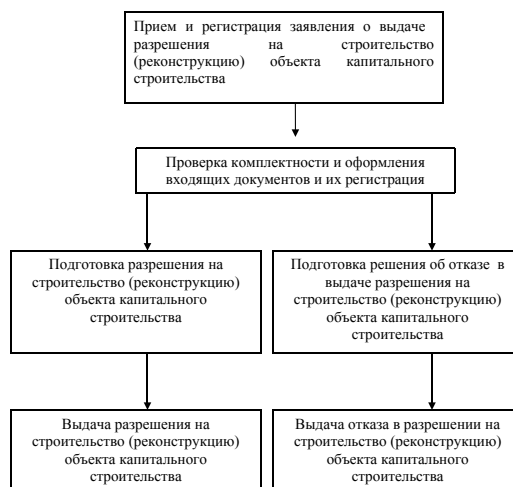 Прием и регистрация заявления о выдаче
разрешения на строительство
(реконструкцию) объекта капитального
строительства
Проверка комплектности и оформления
входящих документов и их регистрация
Подготовка разрешения на
строительство (реконструкцию)
объекта капитального
строительства
Подготовка решения об отказе в
выдаче разрешения на
строительство (реконструкцию)
объекта капитального
строительства
Выдача разрешения на
строительство (реконструкцию)
объекта капитального
строительства
Выдача отказа в разрешении на
строительство (реконструкцию)
объекта капитального
строительства